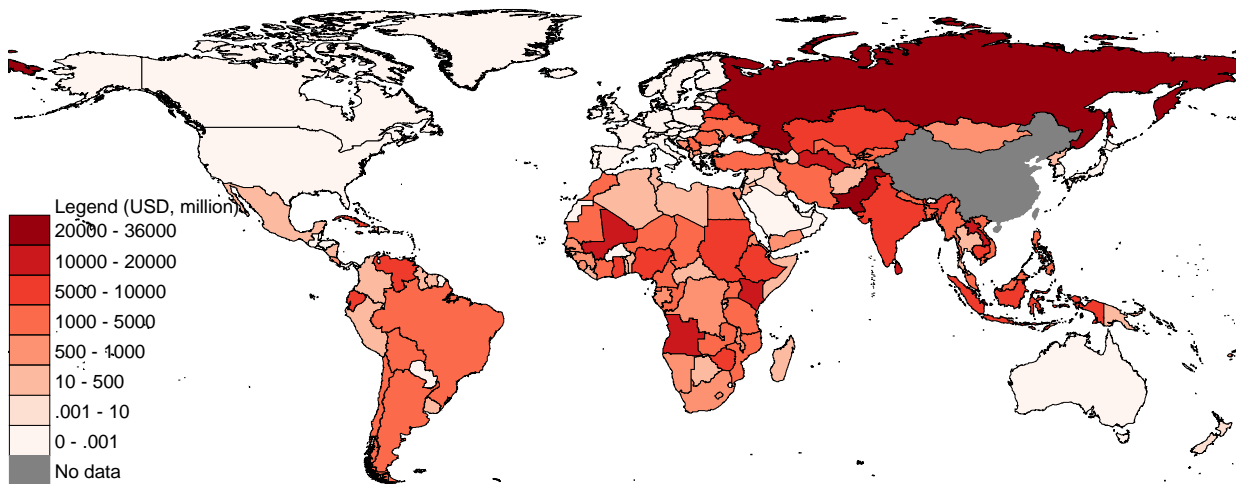 Legend (USD, million)
20000 - 36000
10000 - 20000
5000 - 10000
1000 - 5000
500 - 1000
10 - 500
.001 - 10
0 - .001
No data